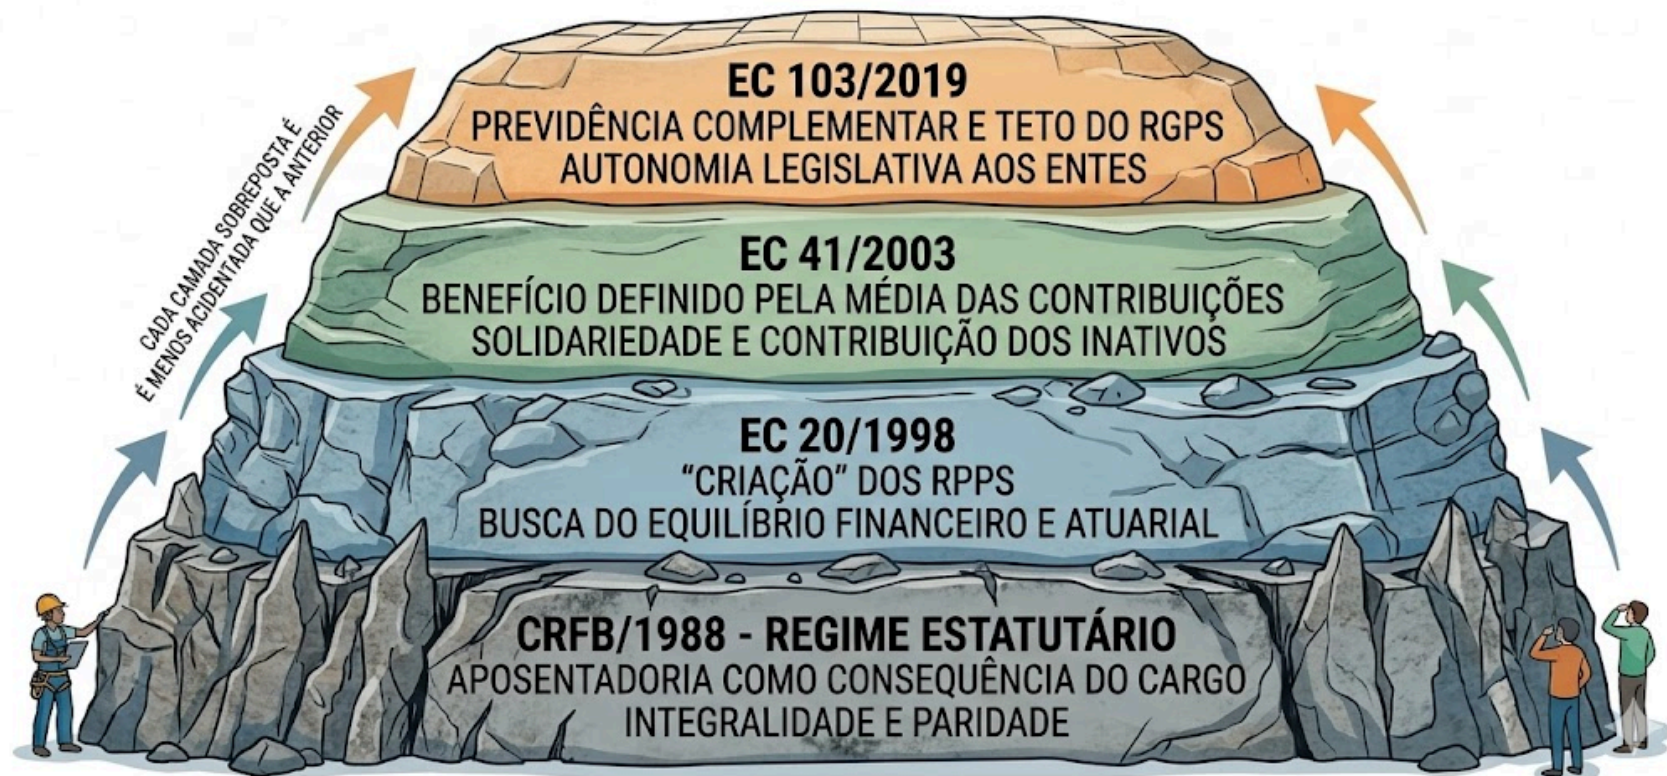 EC 103/2019
PREVIDÊNCIA COMPLEMENTAR E TETO DO RGPS
AUTONOMIA LEGISLATIVA AOS ENTES
CADA CAMADA SOBREPOSTA É
É MENOS ACIDENTADA QUE A ANTERIOR
EC 41/2003
BENEFÍCIO DEFINIDO PELA MÉDIA DAS CONTRIBUIÇÕES
SOLIDARIEDADE E CONTRIBUIÇÃO DOS INATIVOS
EC 20/1998
“CRIAÇÃO” DOS RPPS
BUSCA DO EQUILÍBRIO FINANCEIRO E ATUARIAL
CRFB/1988 - REGIME ESTATUTÁRIO
APOSENTADORIA COMO CONSEQUÊNCIA DO CARGO
INTEGRALIDADE E PARIDADE